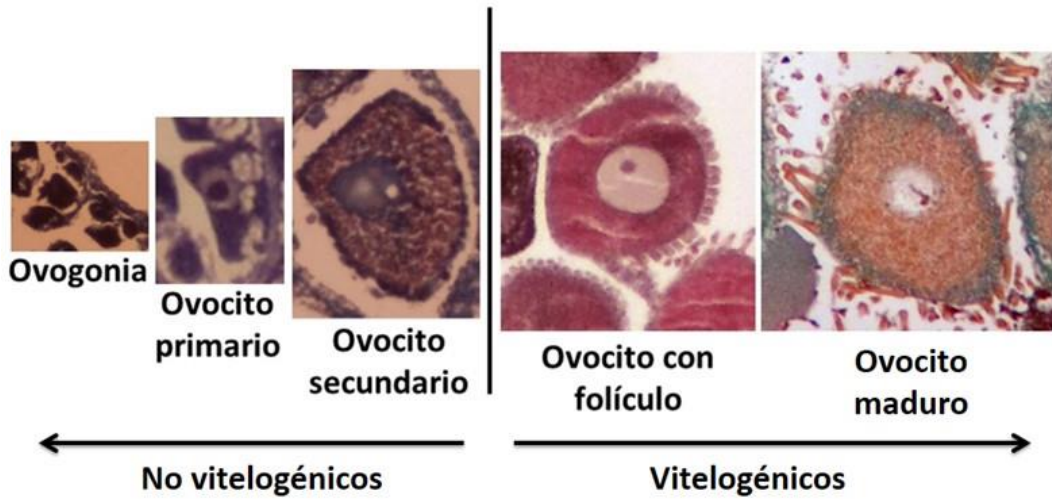 Ovogonia
Ovocito
primario
Ovocito
secundario
Ovocito con
folículo
Ovocito
maduro
No vitelogénicos
Vitelogénicos